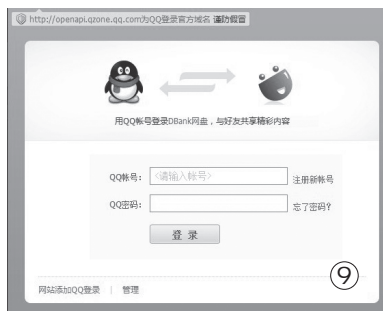 http://openapi.qzone.qq.com为QQ登录官方域名 谨防假冒
用QQ帐号登录DBank网盘，与好友共享精彩内容
QQ帐号： <请输入帐号> 注册新帐号
QQ密码： 忘了密码?
登 录
⑨
网站添加QQ登录 | 管理